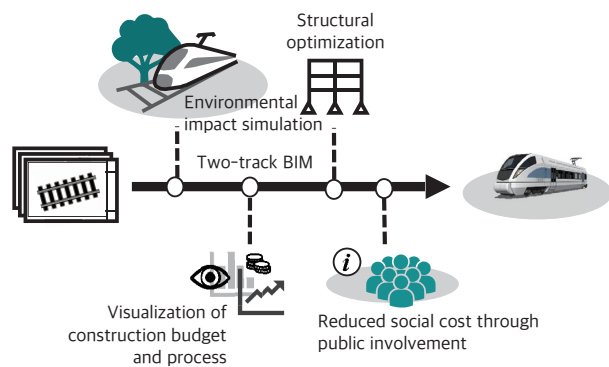 Structural
optimization
Environmental
impact simulation
Two-track BIM
i
Visualization of
construction budget
and process
Reduced social cost through
public involvement